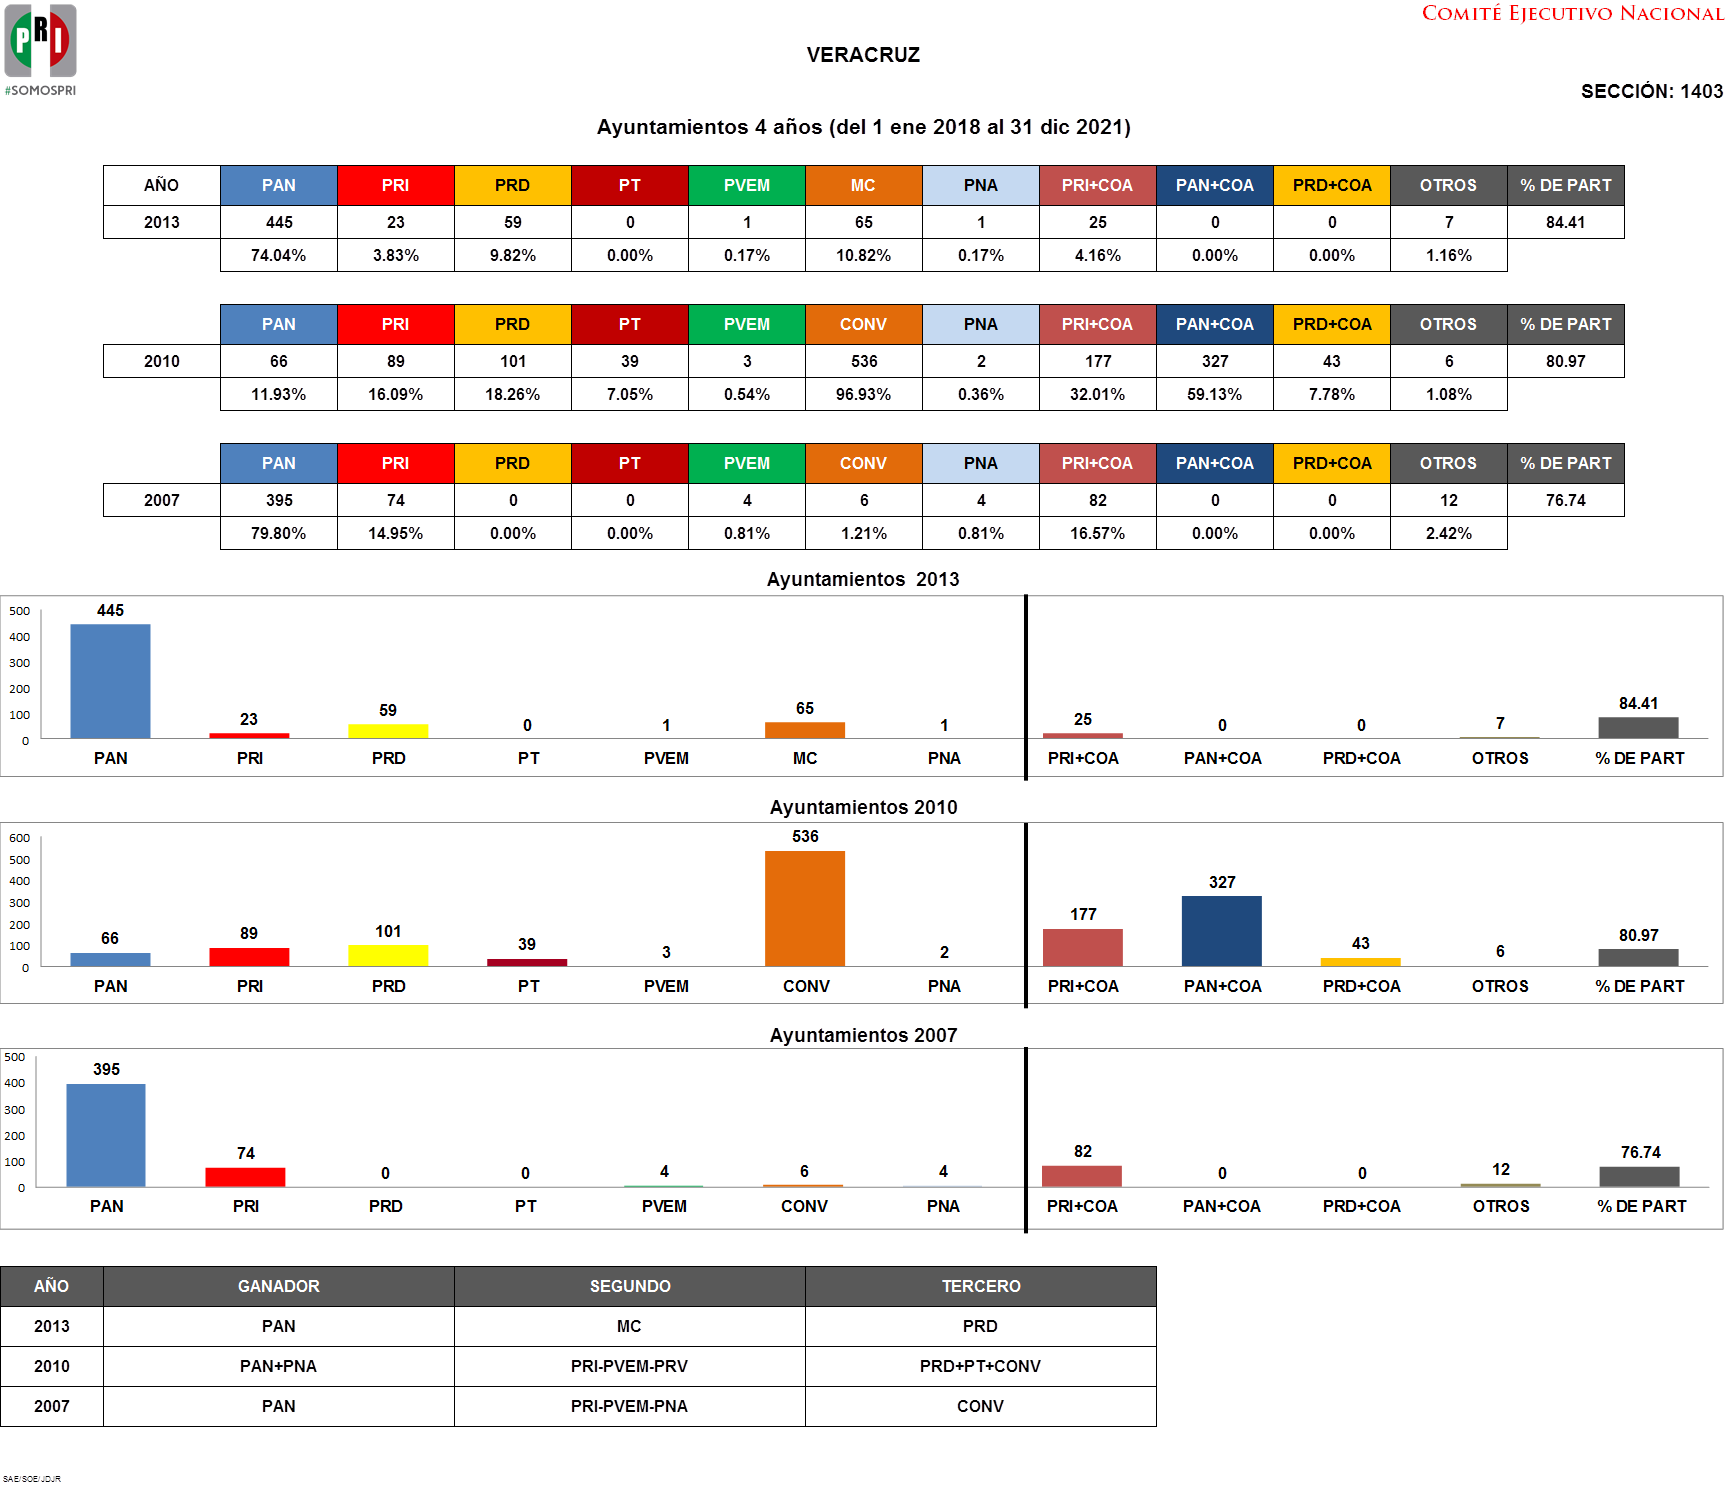 COMITÉ EJECUTIVO NACIONAL
PRI
#SOMOSPRI
VERACRUZ
SECCIÓN: 1403
Ayuntamientos 4 años (del 1 ene 2018 al 31 dic 2021)
AÑO PAN PRI PRD PT PVEM MC PNA PRI+COA PAN+COA PRD+COA OTROS % DE PART
2013 445 23 59 0 1 65 1 25 0 0 7 84.41
74.04% 3.83% 9.82% 0.00% 0.17% 10.82% 0.17% 4.16% 0.00% 0.00% 1.16%
PAN PRI PRD PT PVEM CONV PNA PRI+COA PAN+COA PRD+COA OTROS % DE PART
2010 66 89 101 39 3 536 2 177 327 43 6 80.97
11.93% 16.09% 18.26% 7.05% 0.54% 96.93% 0.36% 32.01% 59.13% 7.78% 1.08%
PAN PRI PRD PT PVEM CONV PNA PRI+COA PAN+COA PRD+COA OTROS % DE PART
2007 395 74 0 0 4 6 4 82 0 0 12 76.74
79.80% 14.95% 0.00% 0.00% 0.81% 1.21% 0.81% 16.57% 0.00% 0.00% 2.42%
Ayuntamientos 2013
500
400
300
200
100
0
445 23 59 0 1 65 1 25 0 0 7 84.41
PAN PRI PRD PT PVEM MC PNA PRI+COA PAN+COA PRD+COA OTROS % DE PART
Ayuntamientos 2010
600
500
400
300
200
100
0
66 89 101 39 3 536 2 177 327 43 6 80.97
PAN PRI PRD PT PVEM CONV PNA PRI+COA PAN+COA PRD+COA OTROS % DE PART
Ayuntamientos 2007
500
400
300
200
100
0
395 74 0 0 4 6 4 82 0 0 12 76.74
PAN PRI PRD PT PVEM CONV PNA PRI+COA PAN+COA PRD+COA OTROS % DE PART
AÑO GANADOR SEGUNDO TERCERO
2013 PAN MC PRD
2010 PAN+PNA PRI-PVEM-PRV PRD+PT+CONV
2007 PAN PRI-PVEM-PNA CONV
SAE/SOE/JDJR